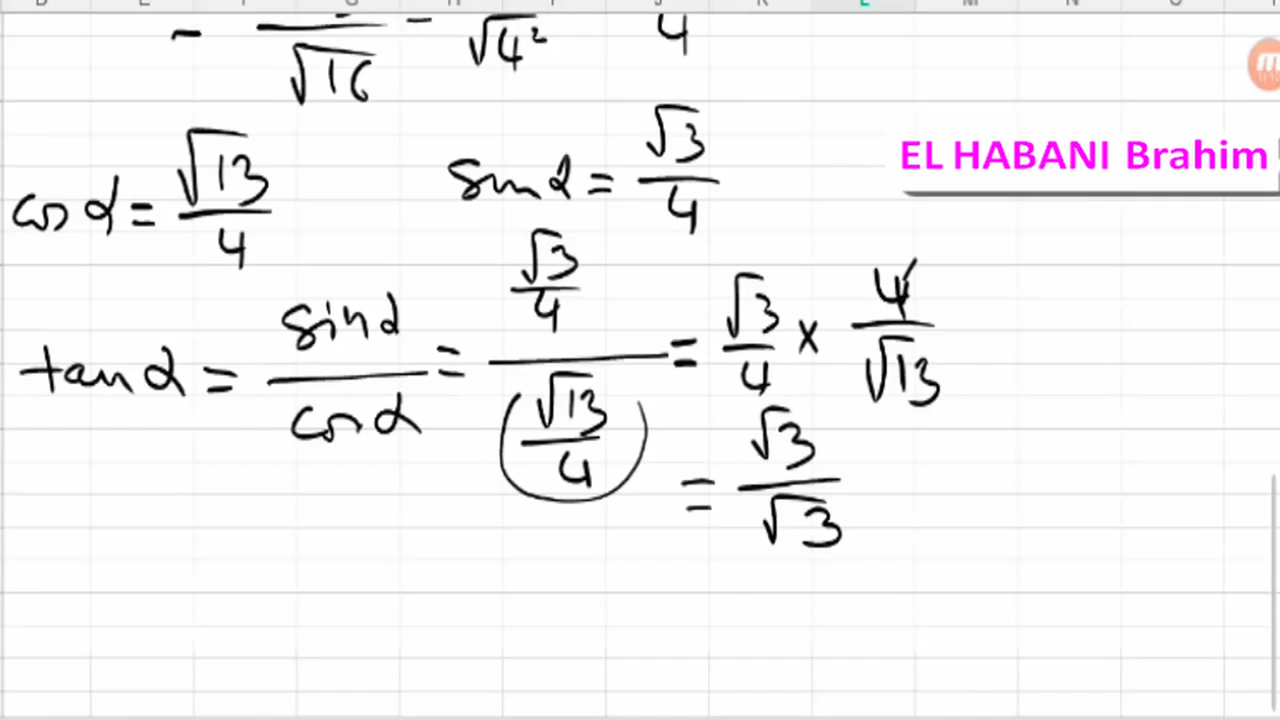 - ─/√16 = /√4² 4
EL HABANI Brahim
cos α = √13/4 sin α = √3/4
tan α = sin α/cos α = (√3/4)/(√13/4) = √3/4 × 4/√13
= √3/√3